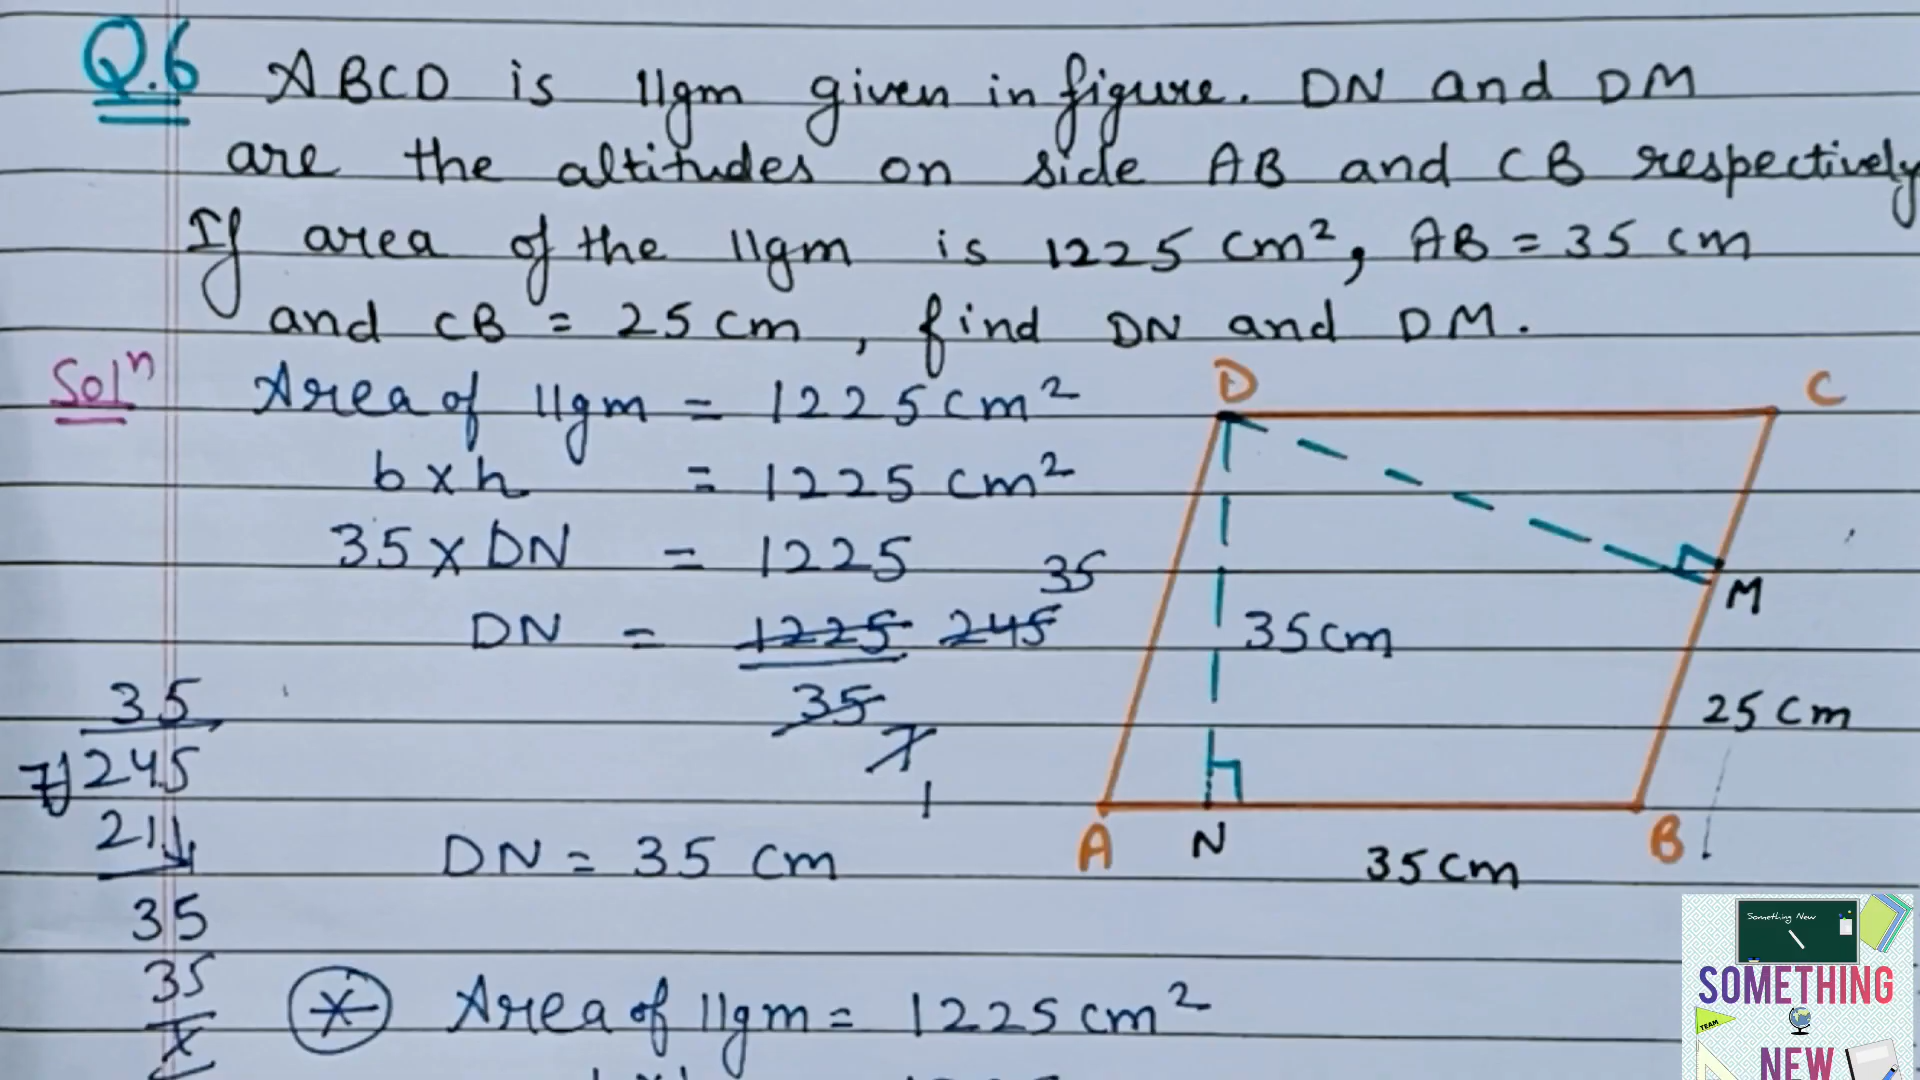 Q.6 ABCD is ||gm given in figure. DN and DM
are the altitudes on side AB and CB respectively
If area of the ||gm is 1225 cm², AB = 35 cm
and CB = 25 cm, find DN and DM.
Solⁿ Area of ||gm = 1225 cm²
b x h = 1225 cm²
35 x DN = 1225
35
DN = 1225 245
35
7
1
DN = 35 cm
35
7)245
21↓
35
35
x
D C
M
35 cm
25 cm
A N B
35 cm
* Area of ||gm = 1225 cm²
Something New
SOMETHING
TEAM
NEW